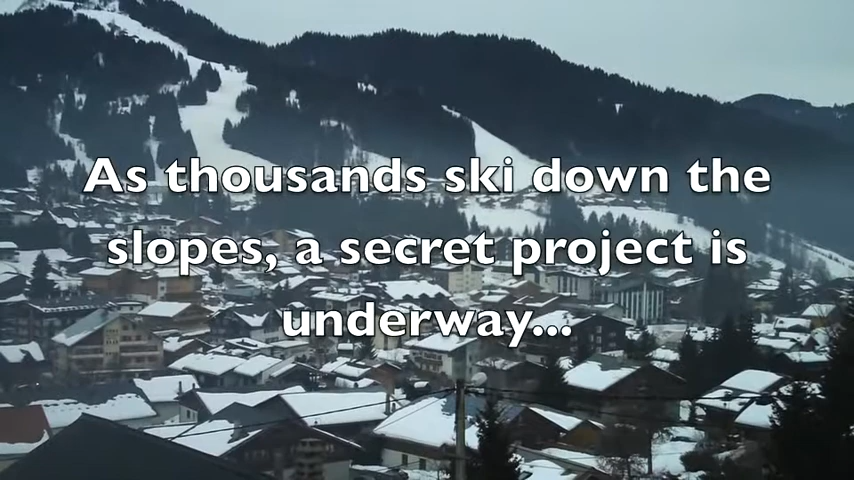 As thousands ski down the
slopes, a secret project is
underway...